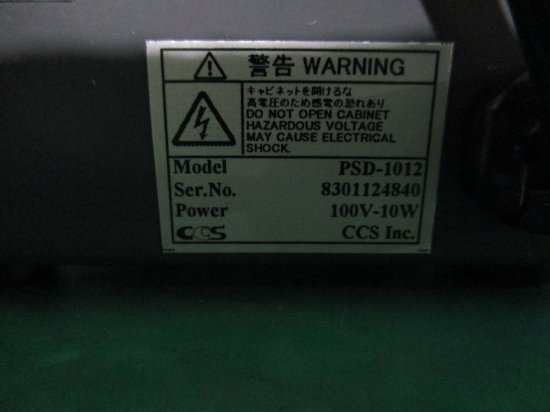 警告 WARNING
キャビネットを開けるな
高電圧のため感電の恐れあり
DO NOT OPEN CABINET
HAZARDOUS VOLTAGE
MAY CAUSE ELECTRICAL
SHOCK.
Model PSD-1012
Ser.No. 8301124840
Power 100V-10W
CCS CCS Inc.